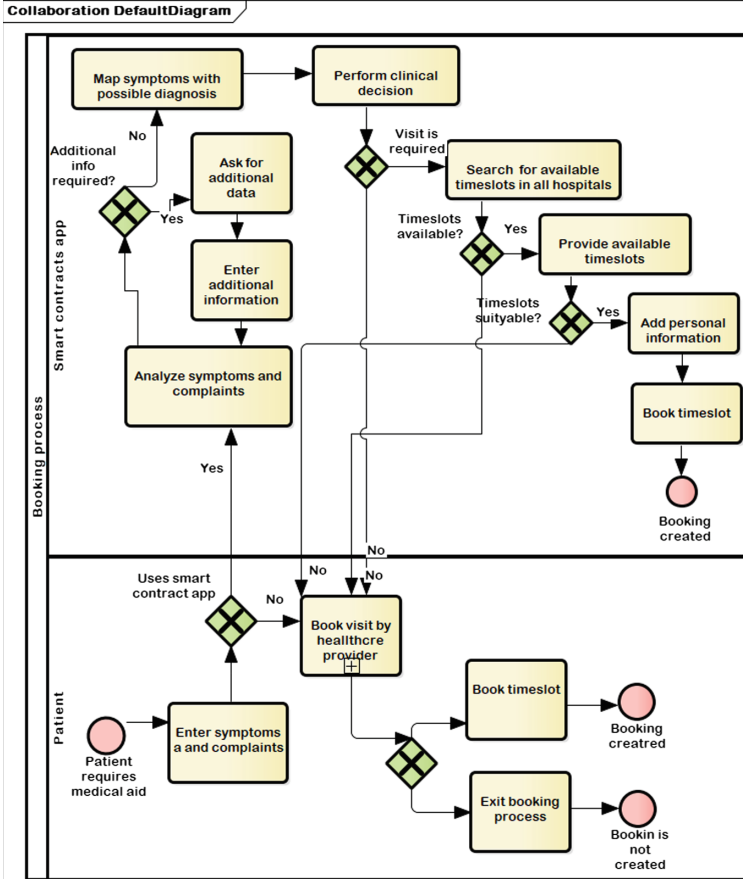 Collaboration DefaultDiagram
Booking process
Smart contracts app
Map symptoms with
possible diagnosis
Perform clinical
decision
No
Additional
info
required?
Yes
Ask for
additional
data
Visit is
required
Search for available
timeslots in all hospitals
Timeslots
available?
Yes
Provide available
timeslots
Enter
additional
information
Timeslots
suityable?
Yes
Add personal
information
Analyze symptoms and
complaints
Book timeslot
Yes
Booking
created
No
No
No
Patient
Uses smart
contract app
No
Book visit by
heallthcre
provider
Enter symptoms
a and complaints
Patient
requires
medical aid
Book timeslot
Booking
creatred
Exit booking
process
Bookin is
not
created